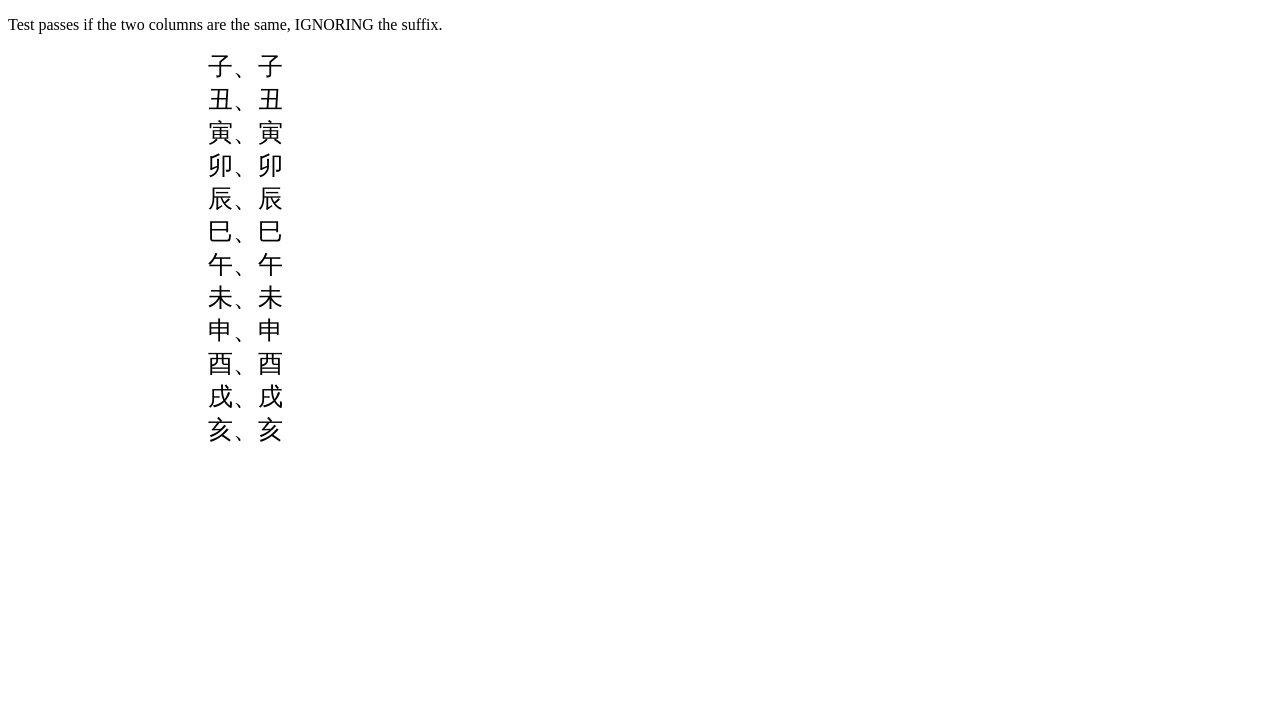 Test passes if the two columns are the same, IGNORING the suffix.
子、子
丑、丑
寅、寅
卯、卯
辰、辰
巳、巳
午、午
未、未
申、申
酉、酉
戌、戌
亥、亥